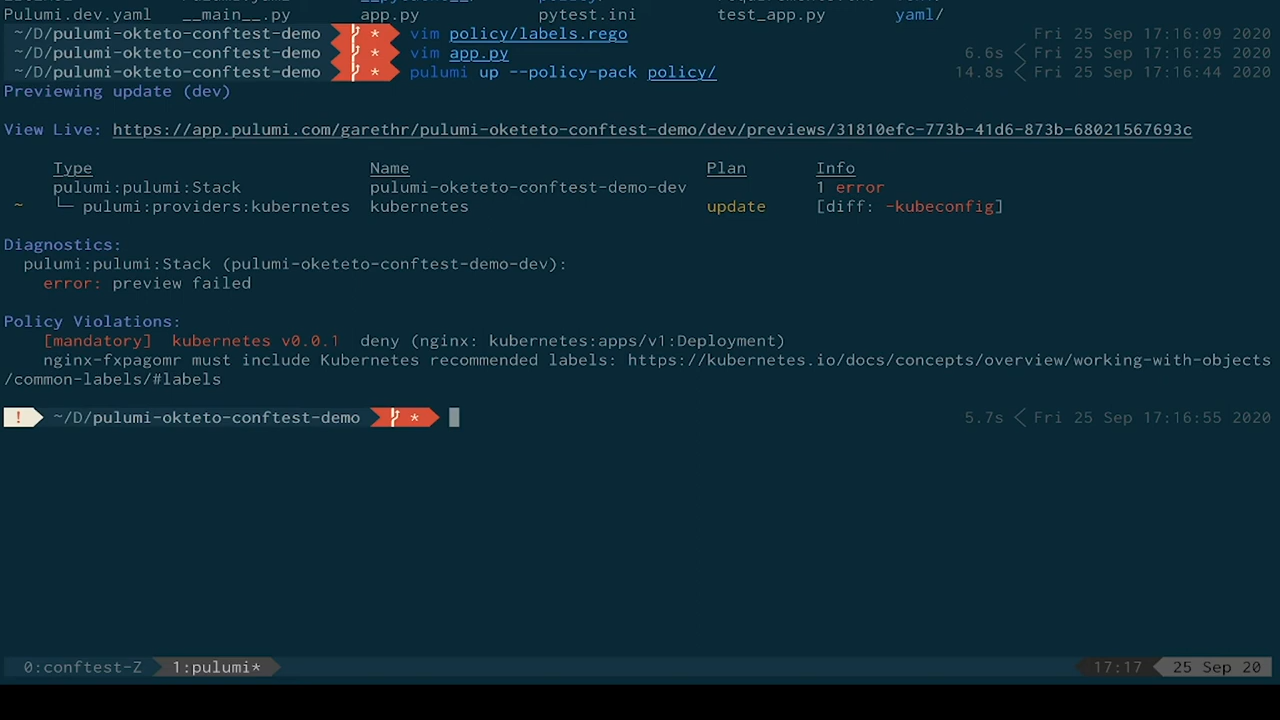 Pulumi.dev.yaml __main__.py app.py pytest.ini test_app.py yaml/
~/D/pulumi-okteto-conftest-demo * vim policy/labels.rego Fri 25 Sep 17:16:09 2020
~/D/pulumi-okteto-conftest-demo * vim app.py 6.6s Fri 25 Sep 17:16:25 2020
~/D/pulumi-okteto-conftest-demo * pulumi up --policy-pack policy/ 14.8s Fri 25 Sep 17:16:44 2020
Previewing update (dev)
View Live: https://app.pulumi.com/garethr/pulumi-oketeto-conftest-demo/dev/previews/31810efc-773b-41d6-873b-68021567693c
Type Name Plan Info
pulumi:pulumi:Stack pulumi-oketeto-conftest-demo-dev 1 error
~ └─ pulumi:providers:kubernetes kubernetes update [diff: -kubeconfig]
Diagnostics:
pulumi:pulumi:Stack (pulumi-oketeto-conftest-demo-dev):
error: preview failed
Policy Violations:
[mandatory] kubernetes v0.0.1 deny (nginx: kubernetes:apps/v1:Deployment)
nginx-fxpagomr must include Kubernetes recommended labels: https://kubernetes.io/docs/concepts/overview/working-with-objects
/common-labels/#labels
! ~/D/pulumi-okteto-conftest-demo * 5.7s Fri 25 Sep 17:16:55 2020
0:conftest-Z 1:pulumi* 17:17 25 Sep 20